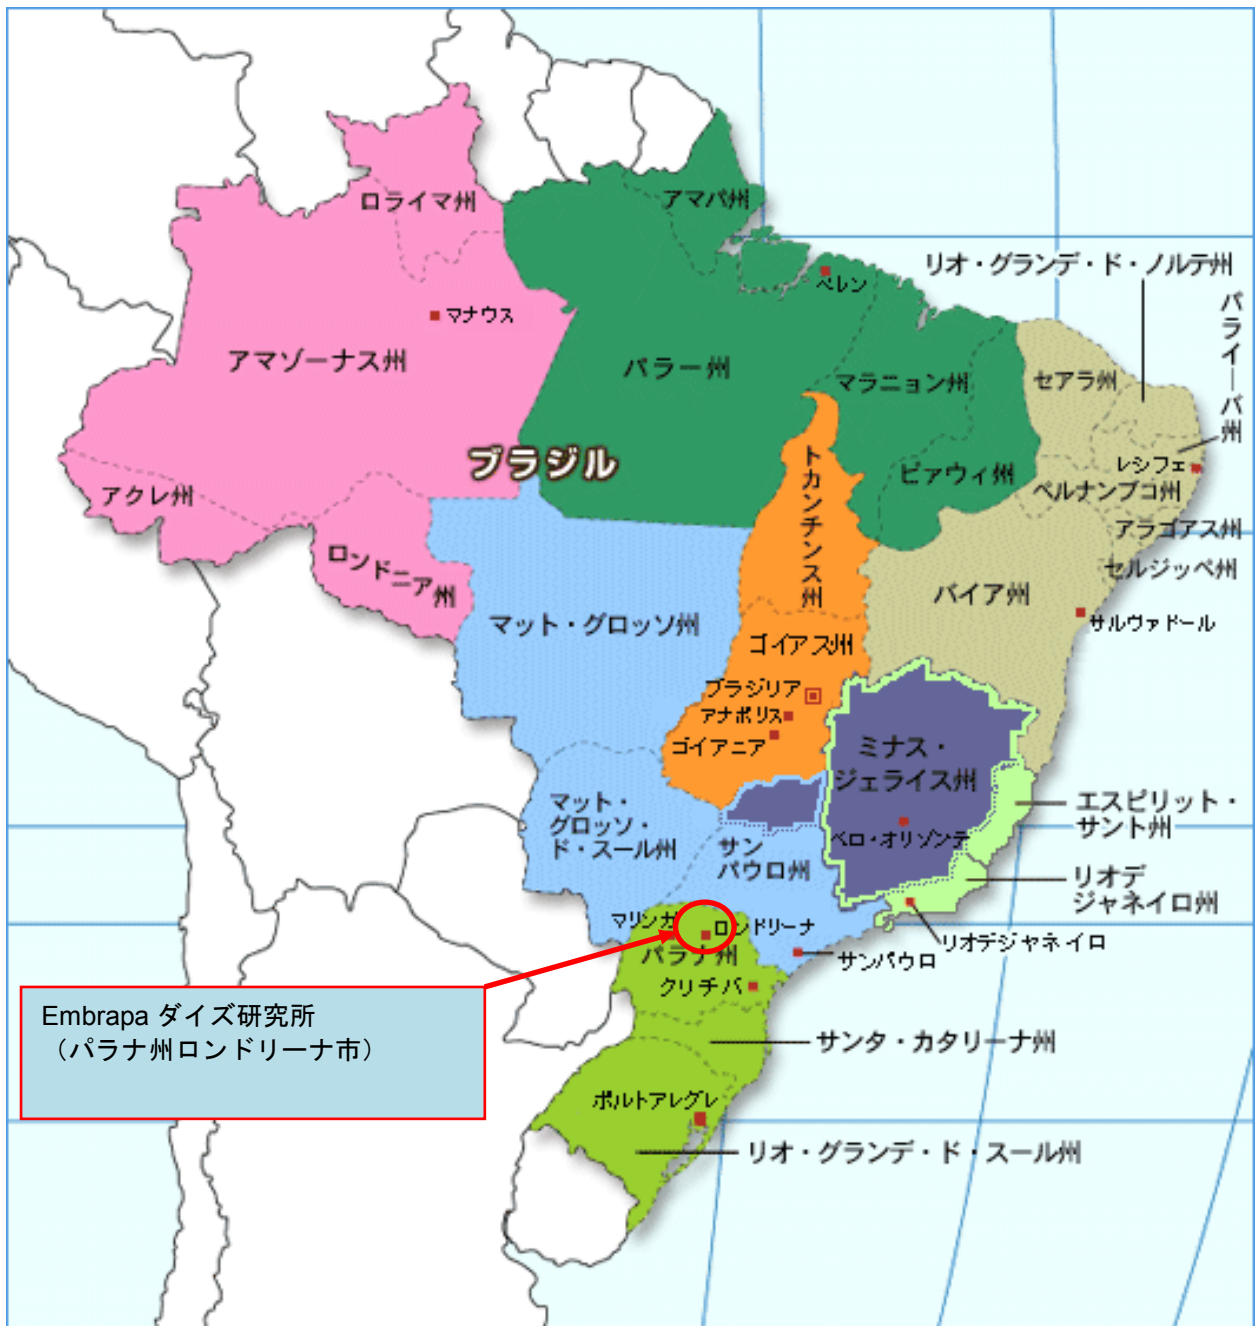 ロライマ州
アマパ州
リオ・グランデ・ド・ノルテ州
ベレン
パライーバ州
マナウス
アマゾーナス州
パラー州
マラニョン州
セアラ州
ブラジル
トカンチンス州
ピアウィ州
レシフェ
ペルナンブコ州
アクレ州
アラゴアス州
ロンドニア州
セルジッペ州
バイア州
マット・グロッソ州
サルヴァドール
ゴイアス州
ブラジリア
アナポリス
ゴイアニア
ミナス・
ジェライス州
マット・
グロッソ・
ド・スール州
エスピリット・
サント州
サン
パウロ州
ベロ・オリゾンテ
リオデ
ジャネイロ州
マリンガ
ロンドリーナ
リオデジャネイロ
パラナ州
サンパウロ
クリチバ
Embrapa ダイズ研究所
（パラナ州ロンドリーナ市）
サンタ・カタリーナ州
ポルトアレグレ
リオ・グランデ・ド・スール州